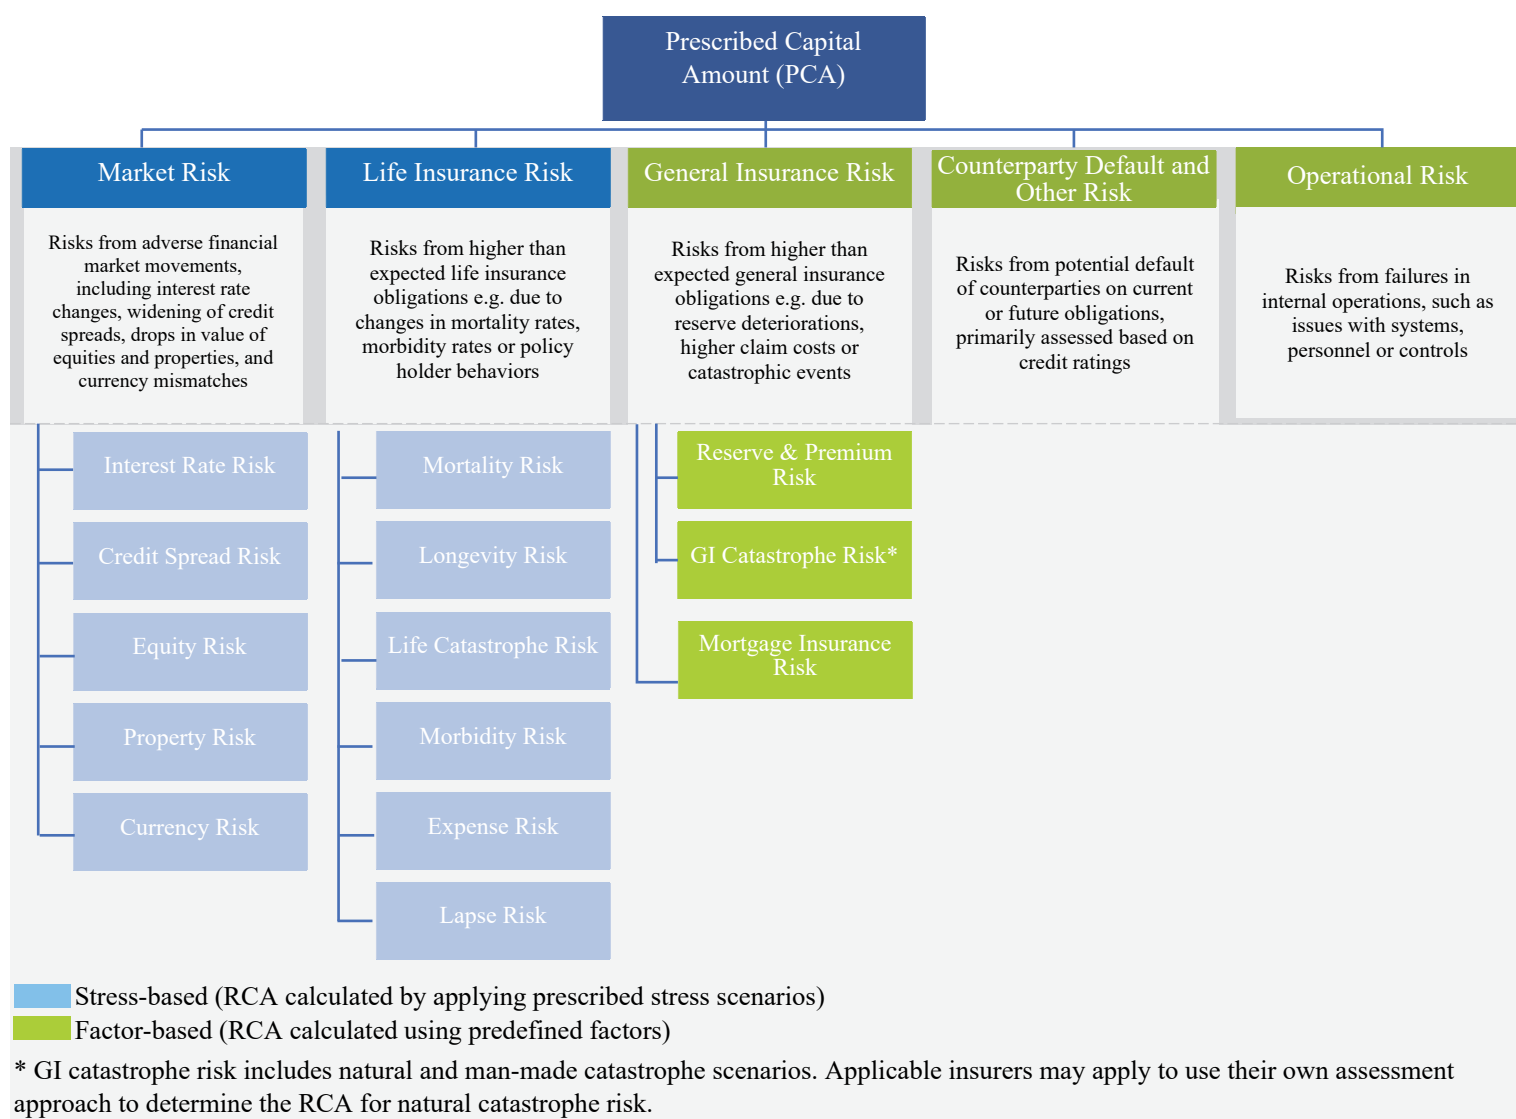 Prescribed Capital
Amount (PCA)
Market Risk
Life Insurance Risk
General Insurance Risk
Counterparty Default and
Other Risk
Operational Risk
Risks from adverse financial
market movements,
including interest rate
changes, widening of credit
spreads, drops in value of
equities and properties, and
currency mismatches
Risks from higher than
expected life insurance
obligations e.g. due to
changes in mortality rates,
morbidity rates or policy
holder behaviors
Risks from higher than
expected general insurance
obligations e.g. due to
reserve deteriorations,
higher claim costs or
catastrophic events
Risks from potential default
of counterparties on current
or future obligations,
primarily assessed based on
credit ratings
Risks from failures in
internal operations, such as
issues with systems,
personnel or controls
Interest Rate Risk
Credit Spread Risk
Equity Risk
Property Risk
Currency Risk
Mortality Risk
Longevity Risk
Life Catastrophe Risk
Morbidity Risk
Expense Risk
Lapse Risk
Reserve & Premium
Risk
GI Catastrophe Risk*
Mortgage Insurance
Risk
Stress-based (RCA calculated by applying prescribed stress scenarios)
Factor-based (RCA calculated using predefined factors)
* GI catastrophe risk includes natural and man-made catastrophe scenarios. Applicable insurers may apply to use their own assessment
approach to determine the RCA for natural catastrophe risk.